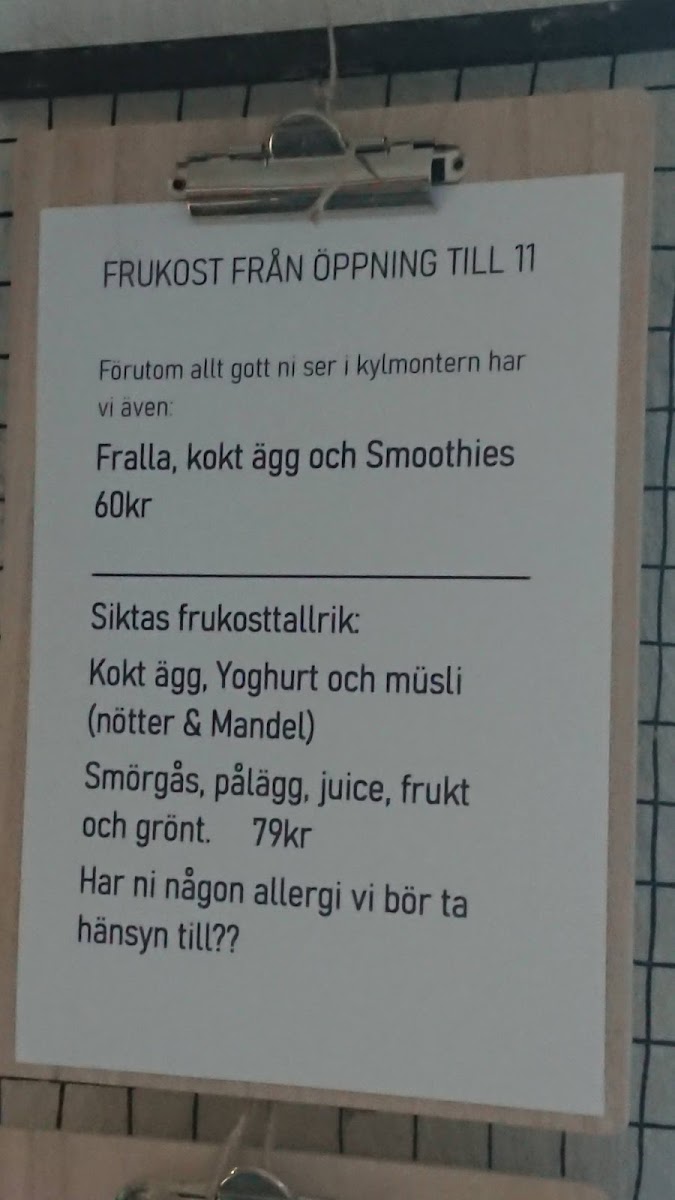 FRUKOST FRÅN ÖPPNING TILL 11
Förutom allt gott ni ser i kylmontern har
vi även:
Fralla, kokt ägg och Smoothies
60kr
Siktas frukosttallrik:
Kokt ägg, Yoghurt och müsli
(nötter & Mandel)
Smörgås, pålägg, juice, frukt
och grönt. 79kr
Har ni någon allergi vi bör ta
hänsyn till??